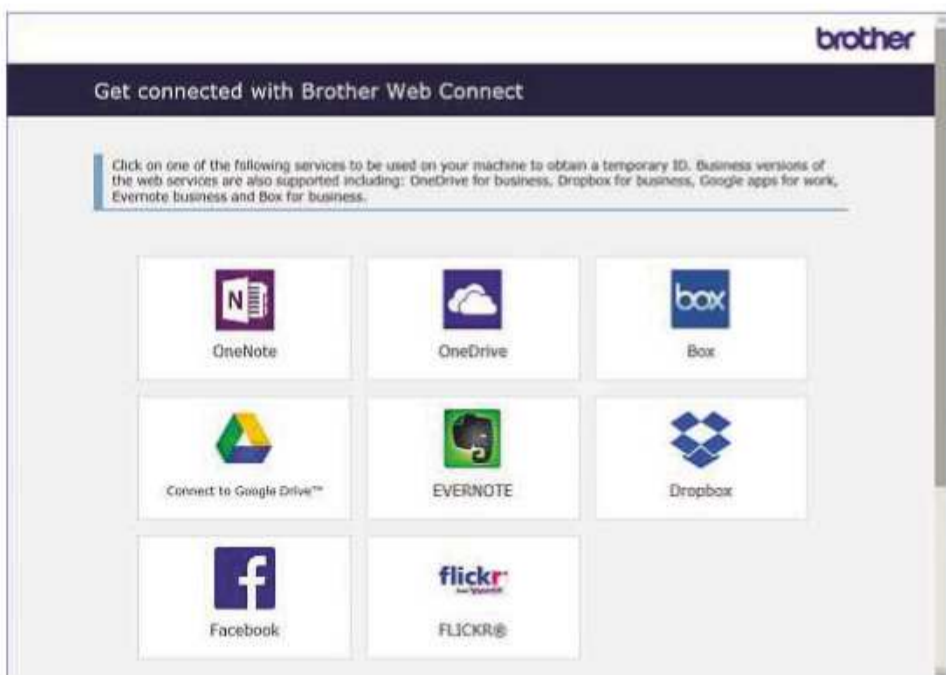 brother
Get connected with Brother Web Connect
Click on one of the following services to be used on your machine to obtain a temporary ID. Business versions of
the web services are also supported including: OneDrive for business, Dropbox for business, Google apps for work,
Evernote business and Box for business.
N
OneNote
OneDrive
box
Box
Connect to Google Drive™
EVERNOTE
Dropbox
f
Facebook
flickr
FLICKR®